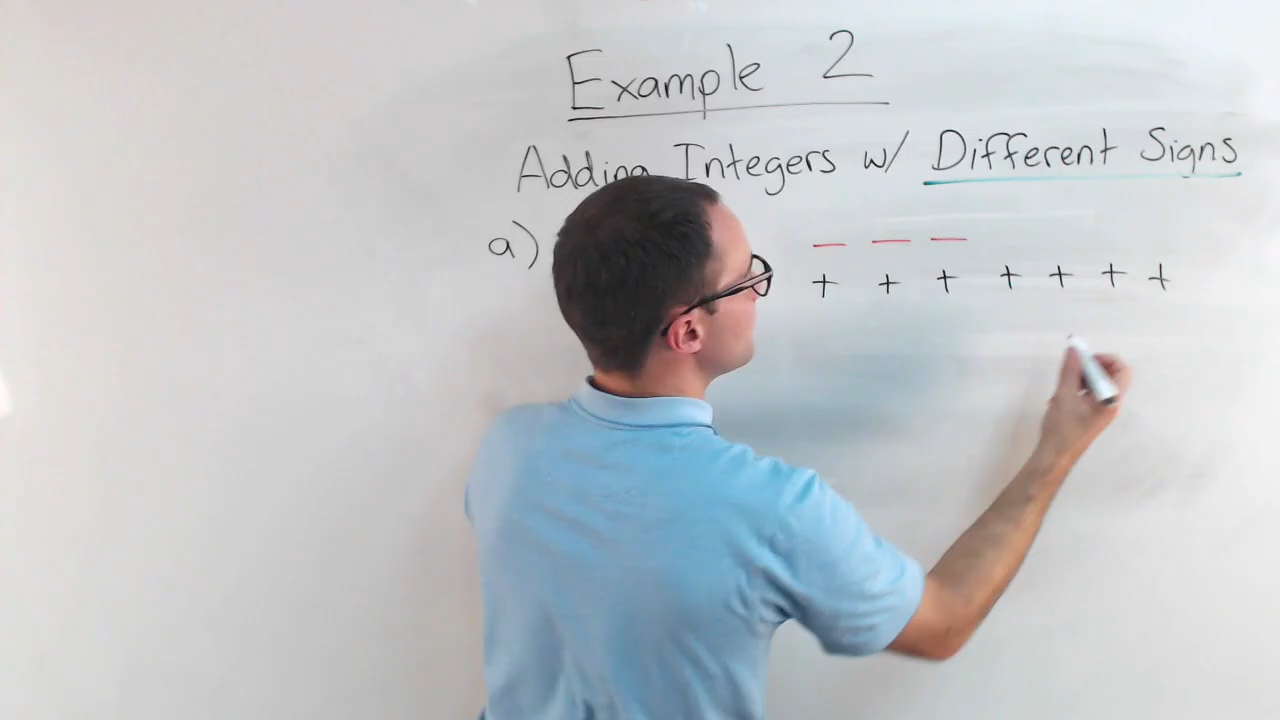 Example 2
Adding Integers w/ Different Signs
a)
− − −
+ + + + + + +